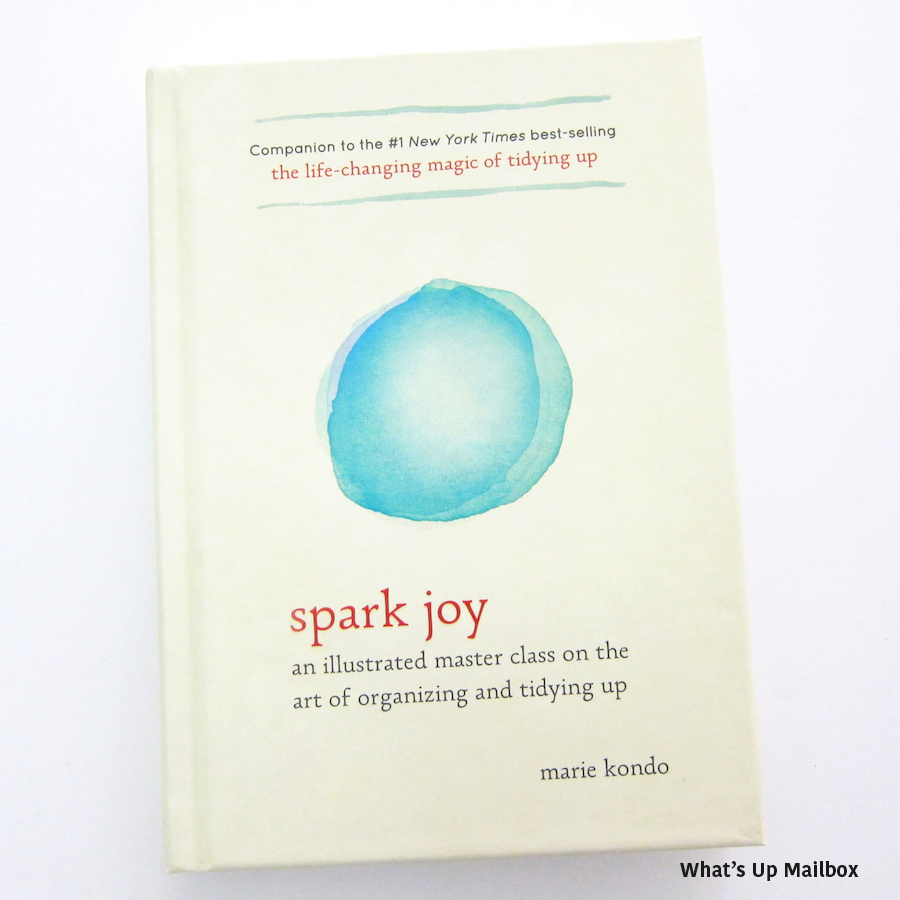 Companion to the #1 New York Times best-selling
the life-changing magic of tidying up
spark joy
an illustrated master class on the
art of organizing and tidying up
marie kondo
What's Up Mailbox